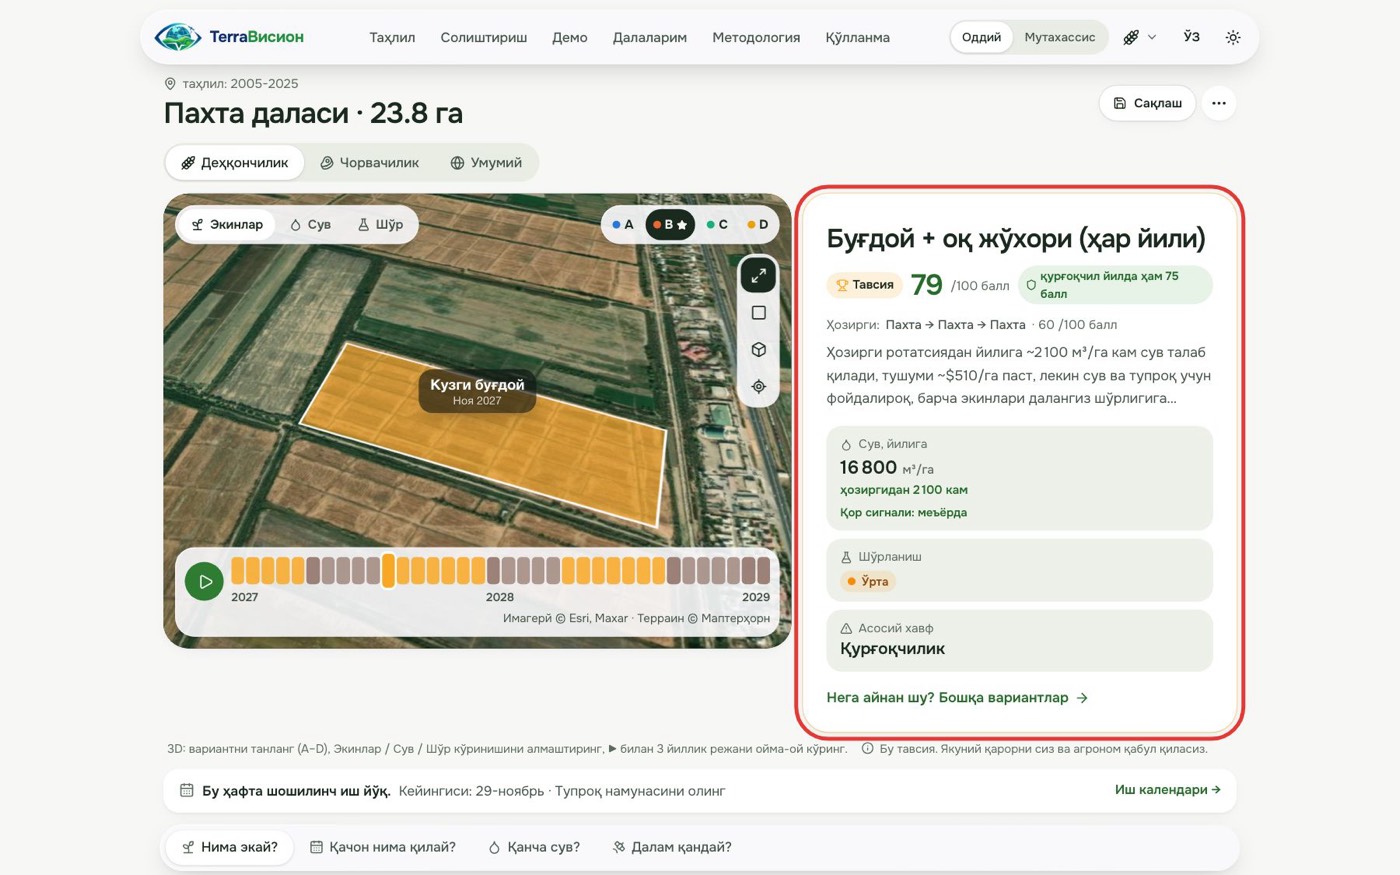 TerraВисион
Таҳлил
Солиштириш
Демо
Далаларим
Методология
Қўлланма
Оддий
Мутахассис
ЎЗ
таҳлил: 2005-2025
Пахта даласи · 23.8 га
Сақлаш
Деҳқончилик
Чорвачилик
Умумий
Экинлар
Сув
Шўр
A
B
C
D
Кузги буғдой
Ноя 2027
2027
2028
2029
Имагерй © Esri, Maxar · Терраин © Маптерҳорн
Буғдой + оқ жўхори (ҳар йили)
Тавсия
79 /100 балл
қурғоқчил йилда ҳам 75
балл
Ҳозирги: Пахта → Пахта → Пахта · 60 /100 балл
Ҳозирги ротатсиядан йилига ~2 100 м³/га кам сув талаб
қилади, тушуми ~$510/га паст, лекин сув ва тупроқ учун
фойдалироқ, барча экинлари далангиз шўрлигига...
Сув, йилига
16 800 м³/га
ҳозиргидан 2 100 кам
Қор сигнали: меъёрда
Шўрланиш
Ўрта
Асосий хавф
Қурғоқчилик
Нега айнан шу? Бошқа вариантлар →
3D: вариантни танланг (A–D), Экинлар / Сув / Шўр кўринишини алмаштиринг, ▶ билан 3 йиллик режани ойма-ой кўринг.
Бу тавсия. Якуний қарорни сиз ва агроном қабул қиласиз.
Бу ҳафта шошилинч иш йўқ. Кейингиси: 29-ноябрь · Тупроқ намунасини олинг
Иш календари →
Нима экай?
Қачон нима қилай?
Қанча сув?
Далам қандай?